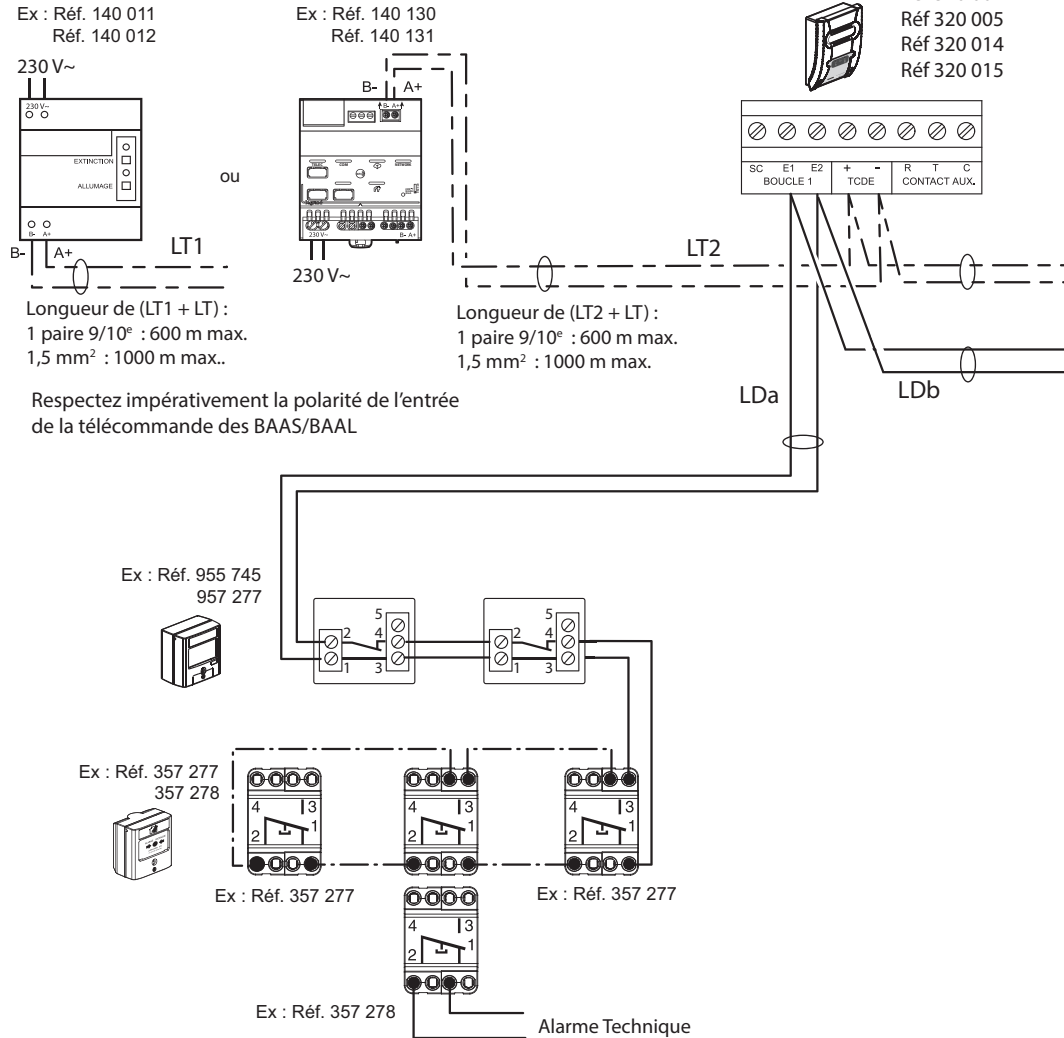 Ex : Réf. 140 011
Réf. 140 012
230 V~
230 V~
EXTINCTION
ALLUMAGE
B- A+
B- A+
LT1
ou
Ex : Réf. 140 130
Réf. 140 131
B- A+
B- A+
230 V~
B- A+
230 V~
LT2
Réf 320 005
Réf 320 014
Réf 320 015
SC E1 E2 + - R T C
BOUCLE 1 TCDE CONTACT AUX.
Longueur de (LT1 + LT) :
1 paire 9/10e : 600 m max.
1,5 mm2 : 1000 m max..
Longueur de (LT2 + LT) :
1 paire 9/10e : 600 m max.
1,5 mm2 : 1000 m max.
Respectez impérativement la polarité de l'entrée
de la télécommande des BAAS/BAAL
LDa
LDb
Ex : Réf. 955 745
957 277
2 5 4
1 3
2 5 4
1 3
Ex : Réf. 357 277
357 278
4 3
2 1
4 3
2 1
4 3
2 1
Ex : Réf. 357 277
Ex : Réf. 357 277
4 3
2 1
Ex : Réf. 357 278
Alarme Technique